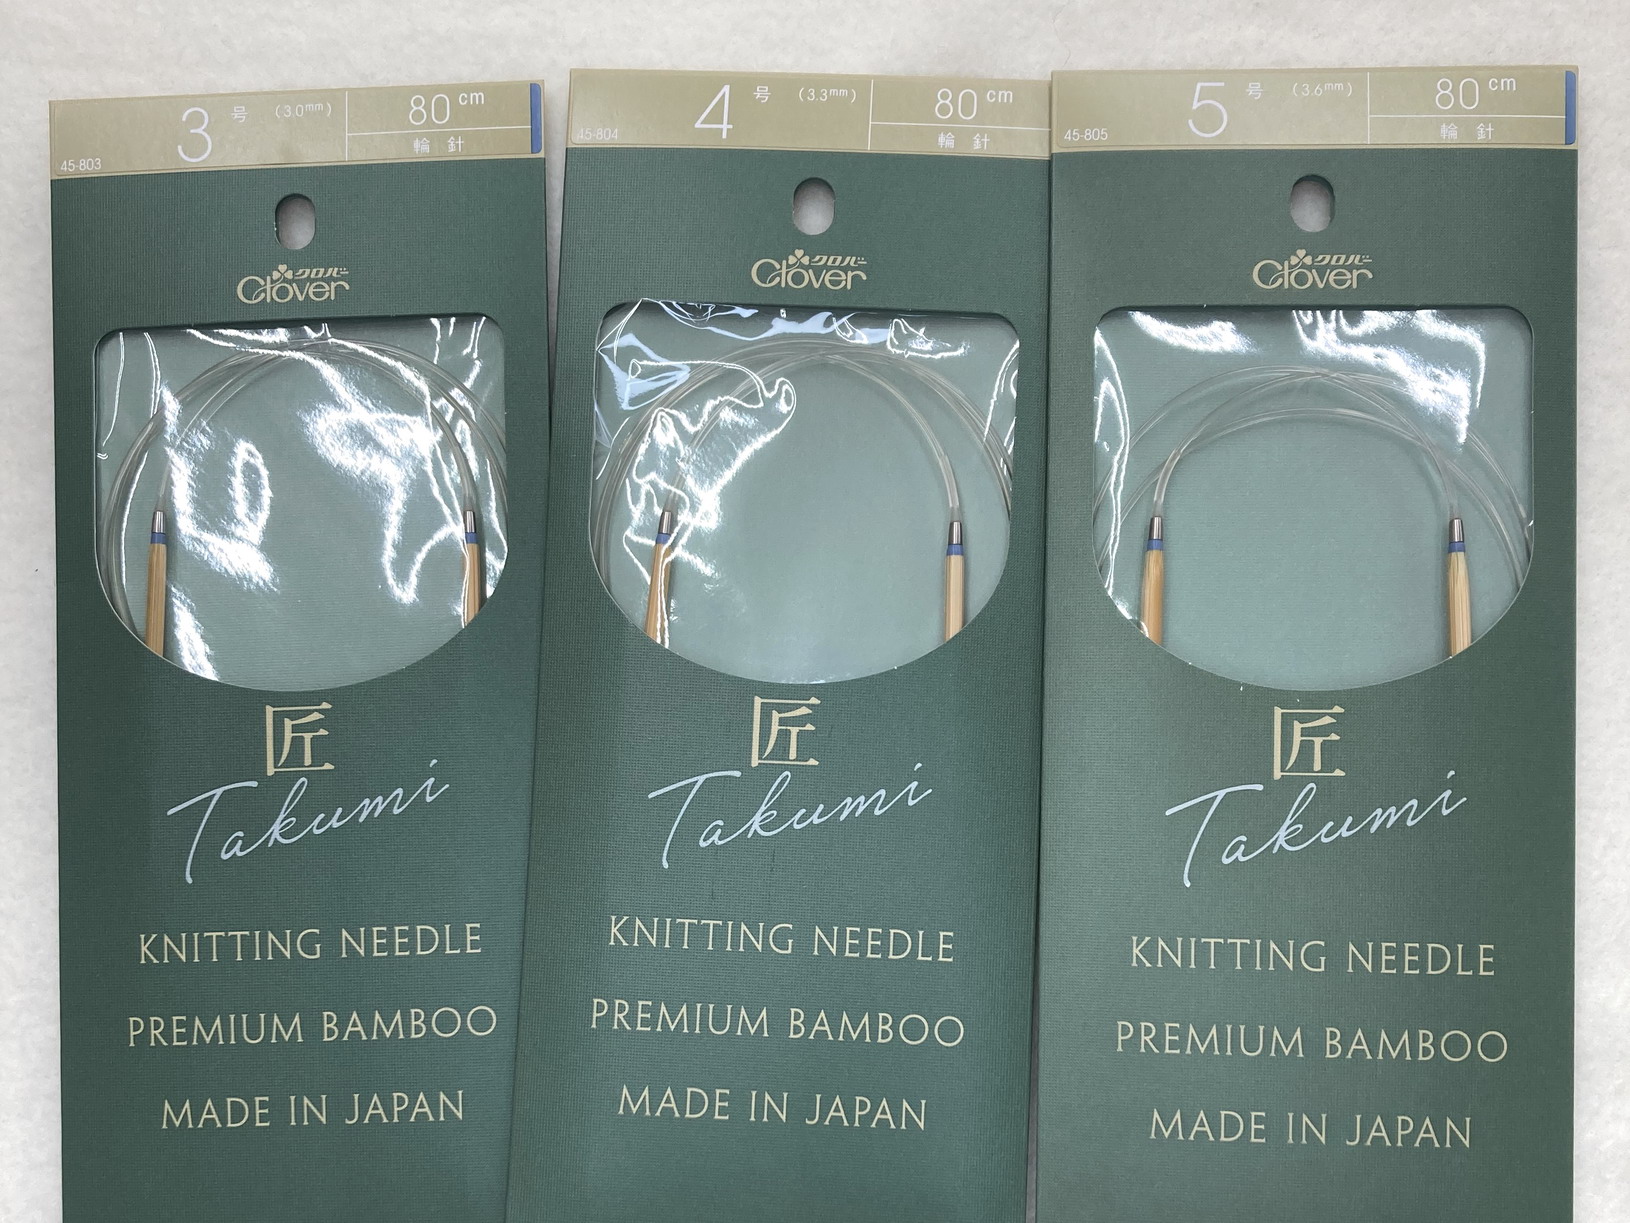 3 号 (3.0mm) 80cm
輪針
45-803
クロバー
Clover
匠
Takumi
KNITTING NEEDLE
PREMIUM BAMBOO
MADE IN JAPAN
4 号 (3.3mm) 80cm
輪針
45-804
クロバー
Clover
匠
Takumi
KNITTING NEEDLE
PREMIUM BAMBOO
MADE IN JAPAN
5 号 (3.6mm) 80cm
輪針
45-805
クロバー
Clover
匠
Takumi
KNITTING NEEDLE
PREMIUM BAMBOO
MADE IN JAPAN